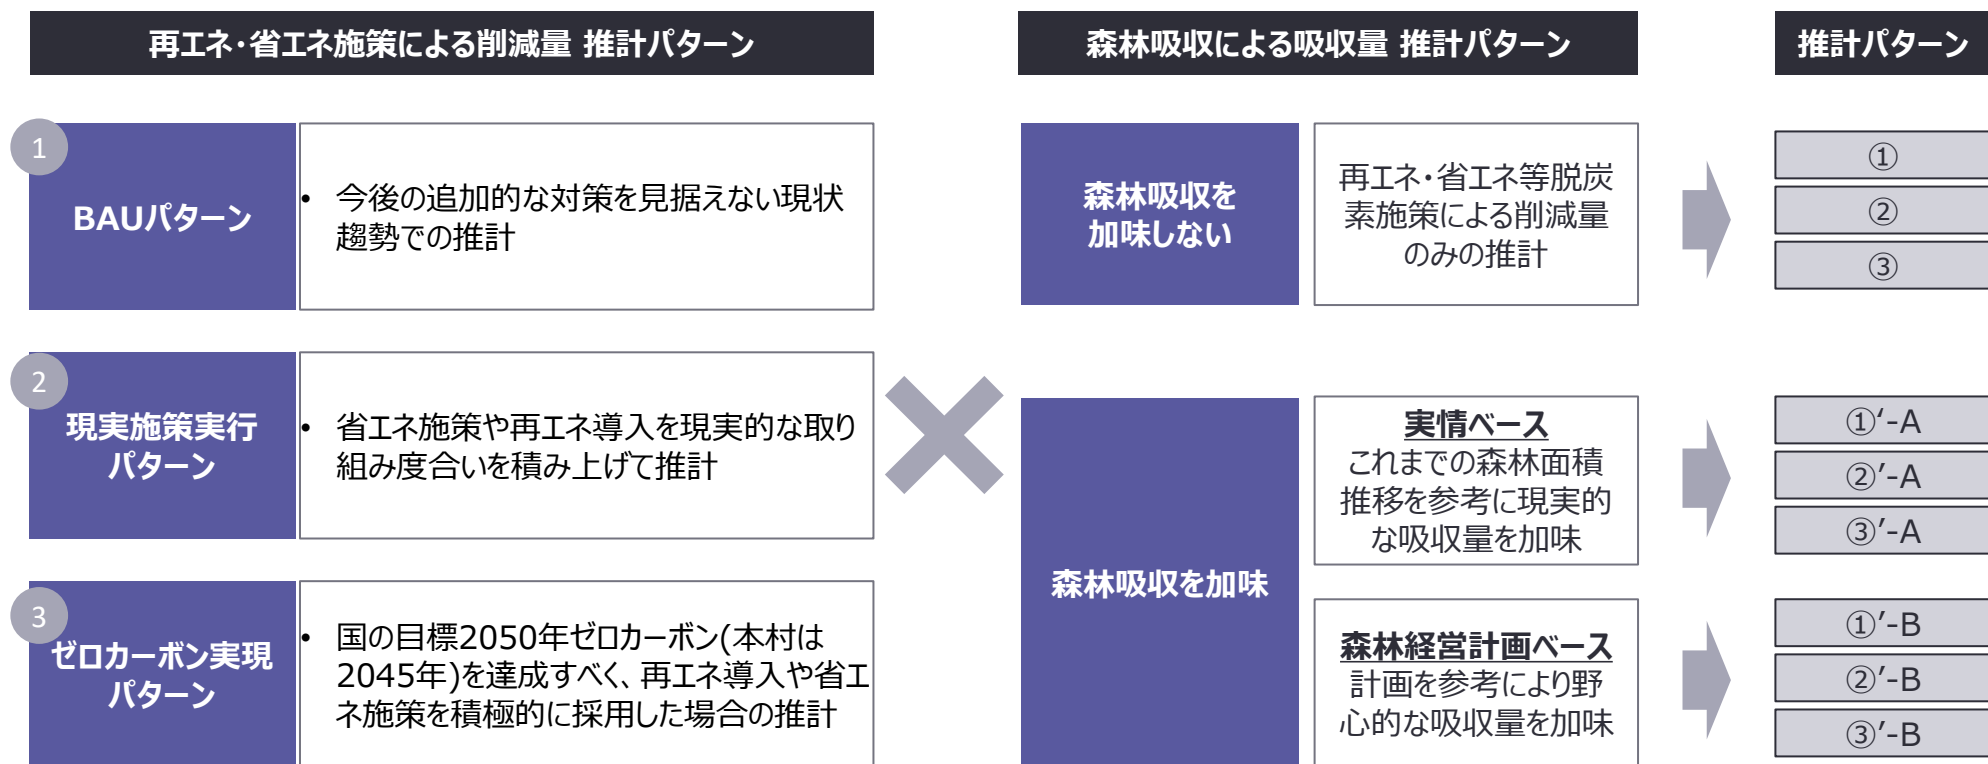 再エネ・省エネ施策による削減量 推計パターン
森林吸収による吸収量 推計パターン
推計パターン
1
BAUパターン
• 今後の追加的な対策を見据えない現状
趨勢での推計
2
現実施策実行
パターン
• 省エネ施策や再エネ導入を現実的な取り
組み度合いを積み上げて推計
3
ゼロカーボン実現
パターン
• 国の目標2050年ゼロカーボン(本村は
2045年)を達成すべく、再エネ導入や省エ
ネ施策を積極的に採用した場合の推計
森林吸収を
加味しない
再エネ・省エネ等脱炭
素施策による削減量
のみの推計
①
②
③
森林吸収を加味
実情ベース
これまでの森林面積
推移を参考に現実的
な吸収量を加味
①‘-A
②’-A
③’-A
森林経営計画ベース
計画を参考により野
心的な吸収量を加味
①’-B
②’-B
③’-B